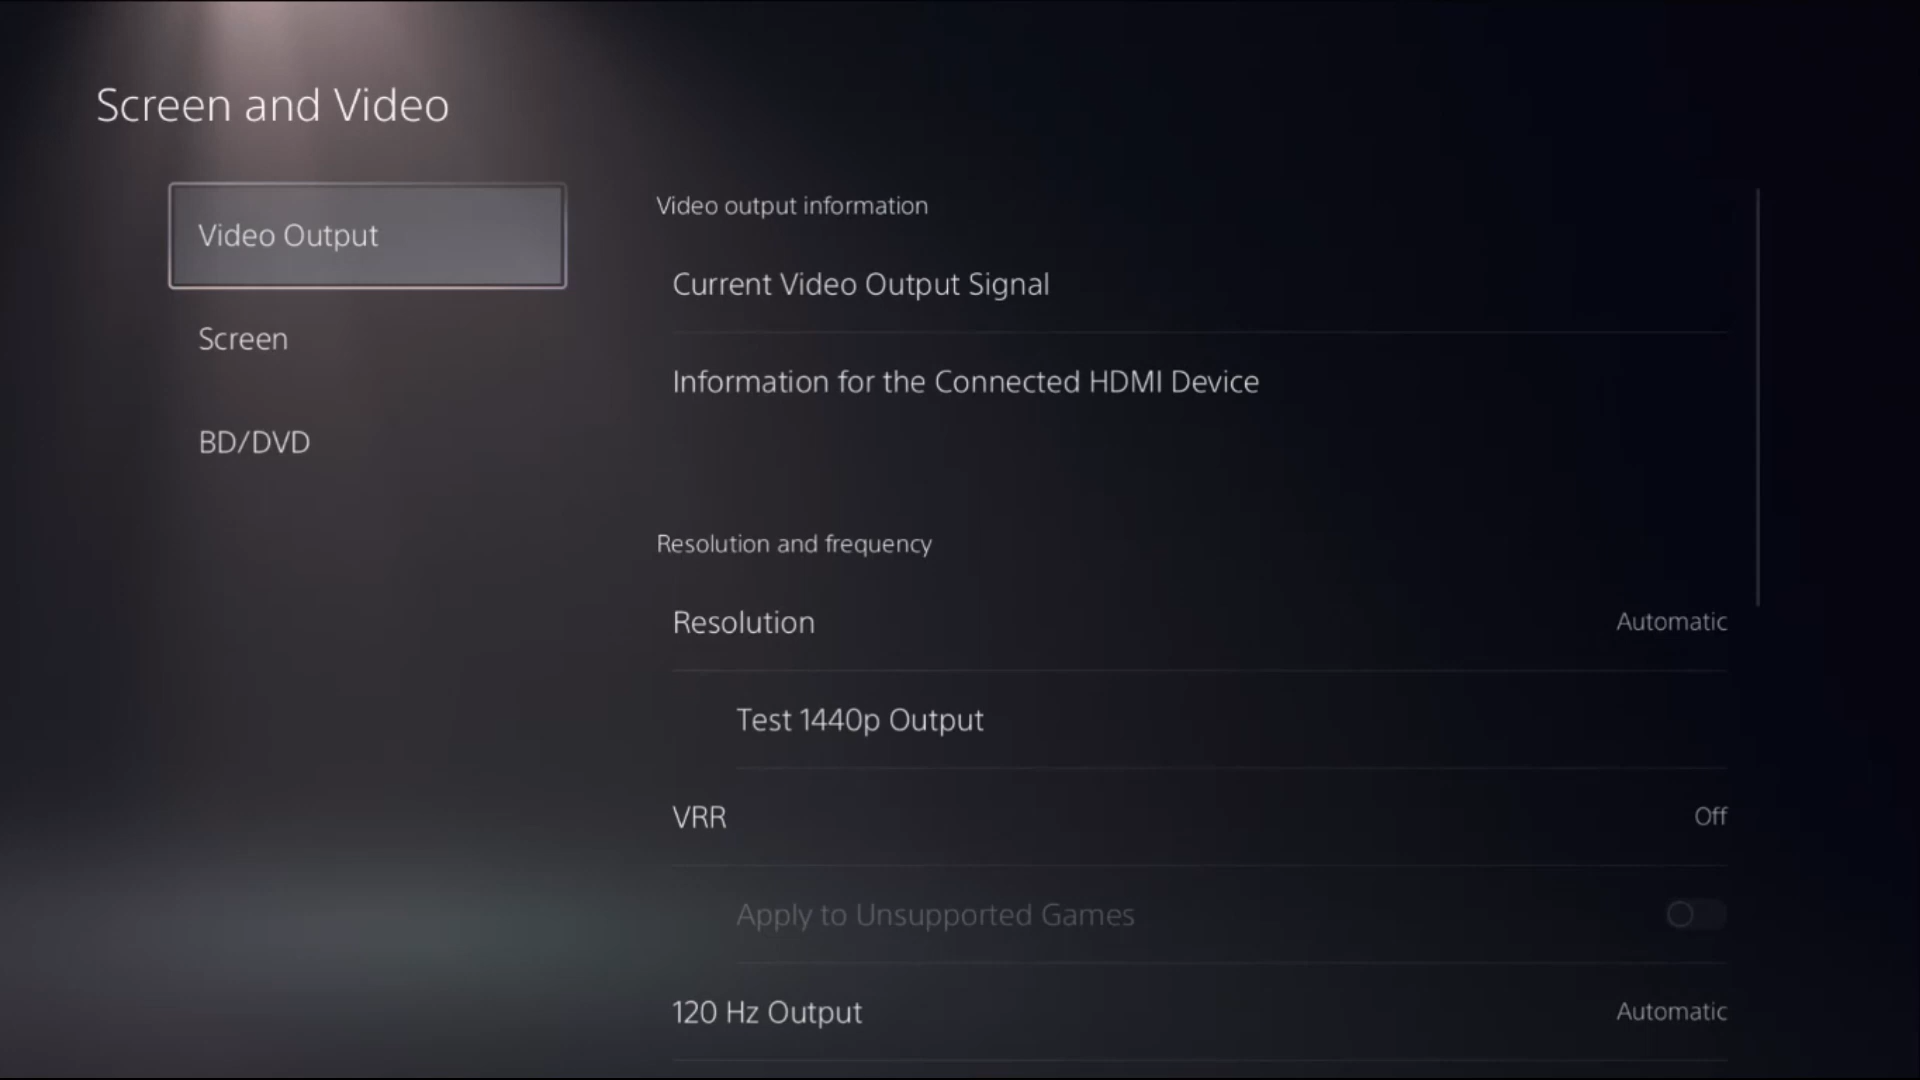 Screen and Video
Video Output
Screen
BD/DVD
Video output information
Current Video Output Signal
Information for the Connected HDMI Device
Resolution and frequency
Resolution Automatic
Test 1440p Output
VRR Off
Apply to Unsupported Games
120 Hz Output Automatic